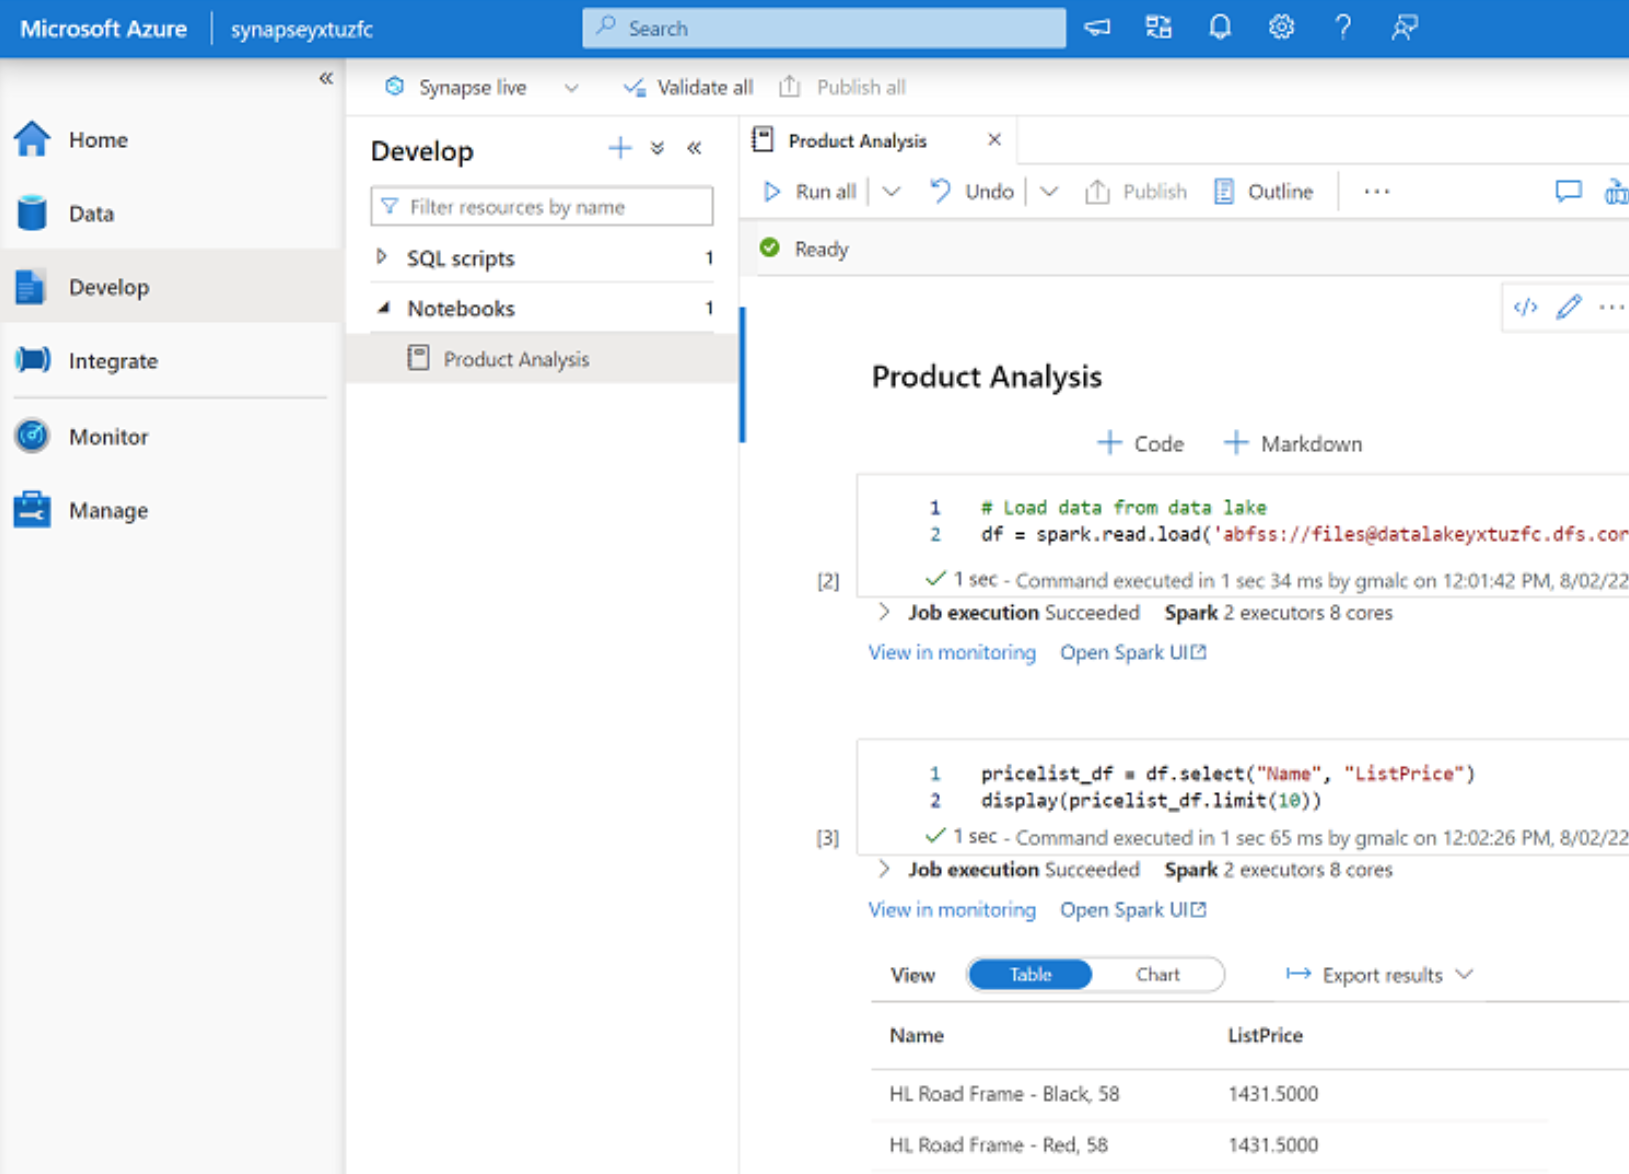 Microsoft Azure synapseyxtuzfc Search
Synapse live Validate all Publish all
Home
Data
Develop
Integrate
Monitor
Manage
Develop
Filter resources by name
SQL scripts 1
Notebooks 1
Product Analysis
Product Analysis
Run all Undo Publish Outline
Ready
Product Analysis
+ Code + Markdown
1 # Load data from data lake
2 df = spark.read.load('abfss://files@datalakeyxtuzfc.dfs.cor
[2] 1 sec - Command executed in 1 sec 34 ms by gmalc on 12:01:42 PM, 8/02/22
Job execution Succeeded Spark 2 executors 8 cores
View in monitoring Open Spark UI
1 pricelist_df = df.select("Name", "ListPrice")
2 display(pricelist_df.limit(10))
[3] 1 sec - Command executed in 1 sec 65 ms by gmalc on 12:02:26 PM, 8/02/22
Job execution Succeeded Spark 2 executors 8 cores
View in monitoring Open Spark UI
View Table Chart Export results
Name ListPrice
HL Road Frame - Black, 58 1431.5000
HL Road Frame - Red, 58 1431.5000